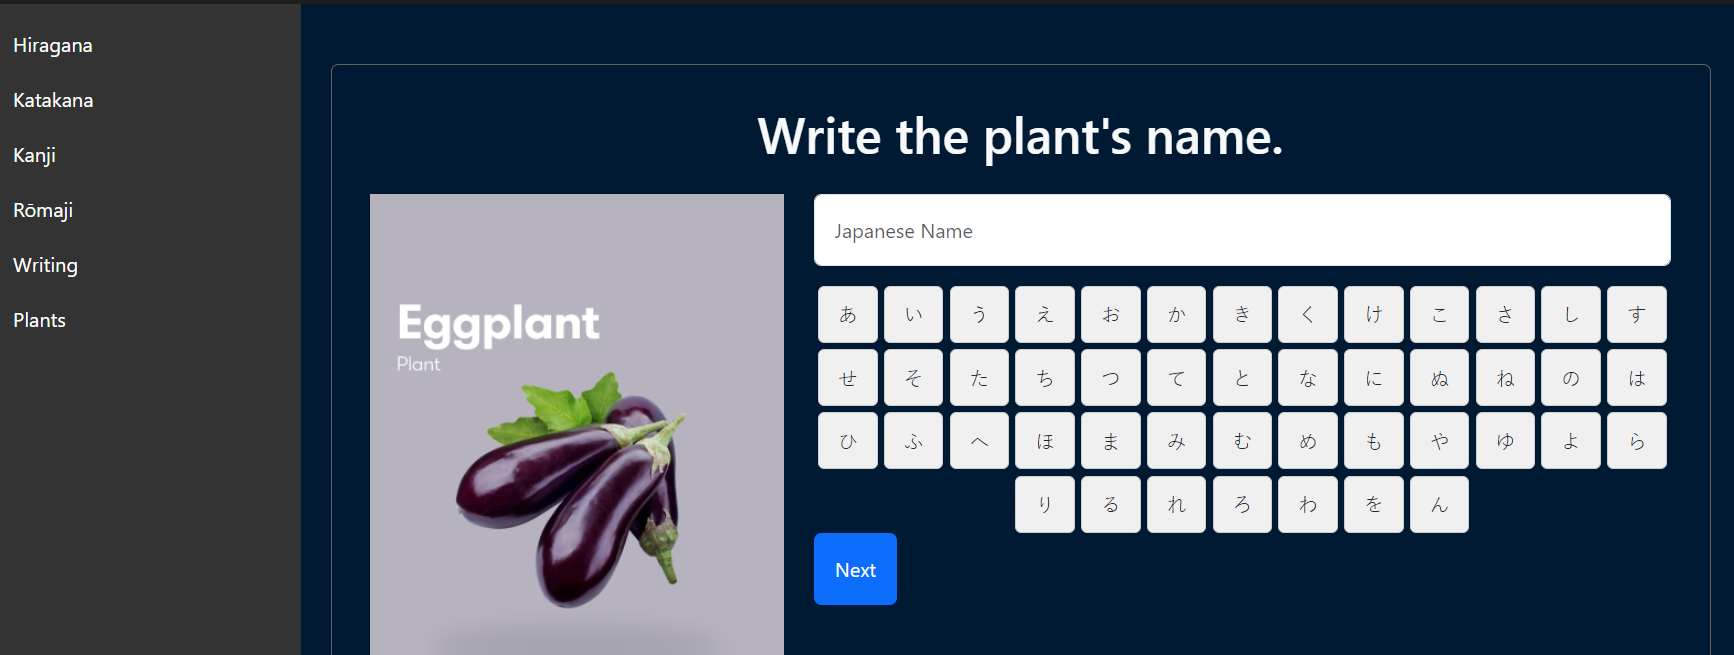 Hiragana
Katakana
Kanji
Rōmaji
Writing
Plants
Write the plant's name.
Eggplant
Plant
Japanese Name
あ い う え お か き く け こ さ し す
せ そ た ち つ て と な に ぬ ね の は
ひ ふ へ ほ ま み む め も や ゆ よ ら
り る れ ろ わ を ん
Next